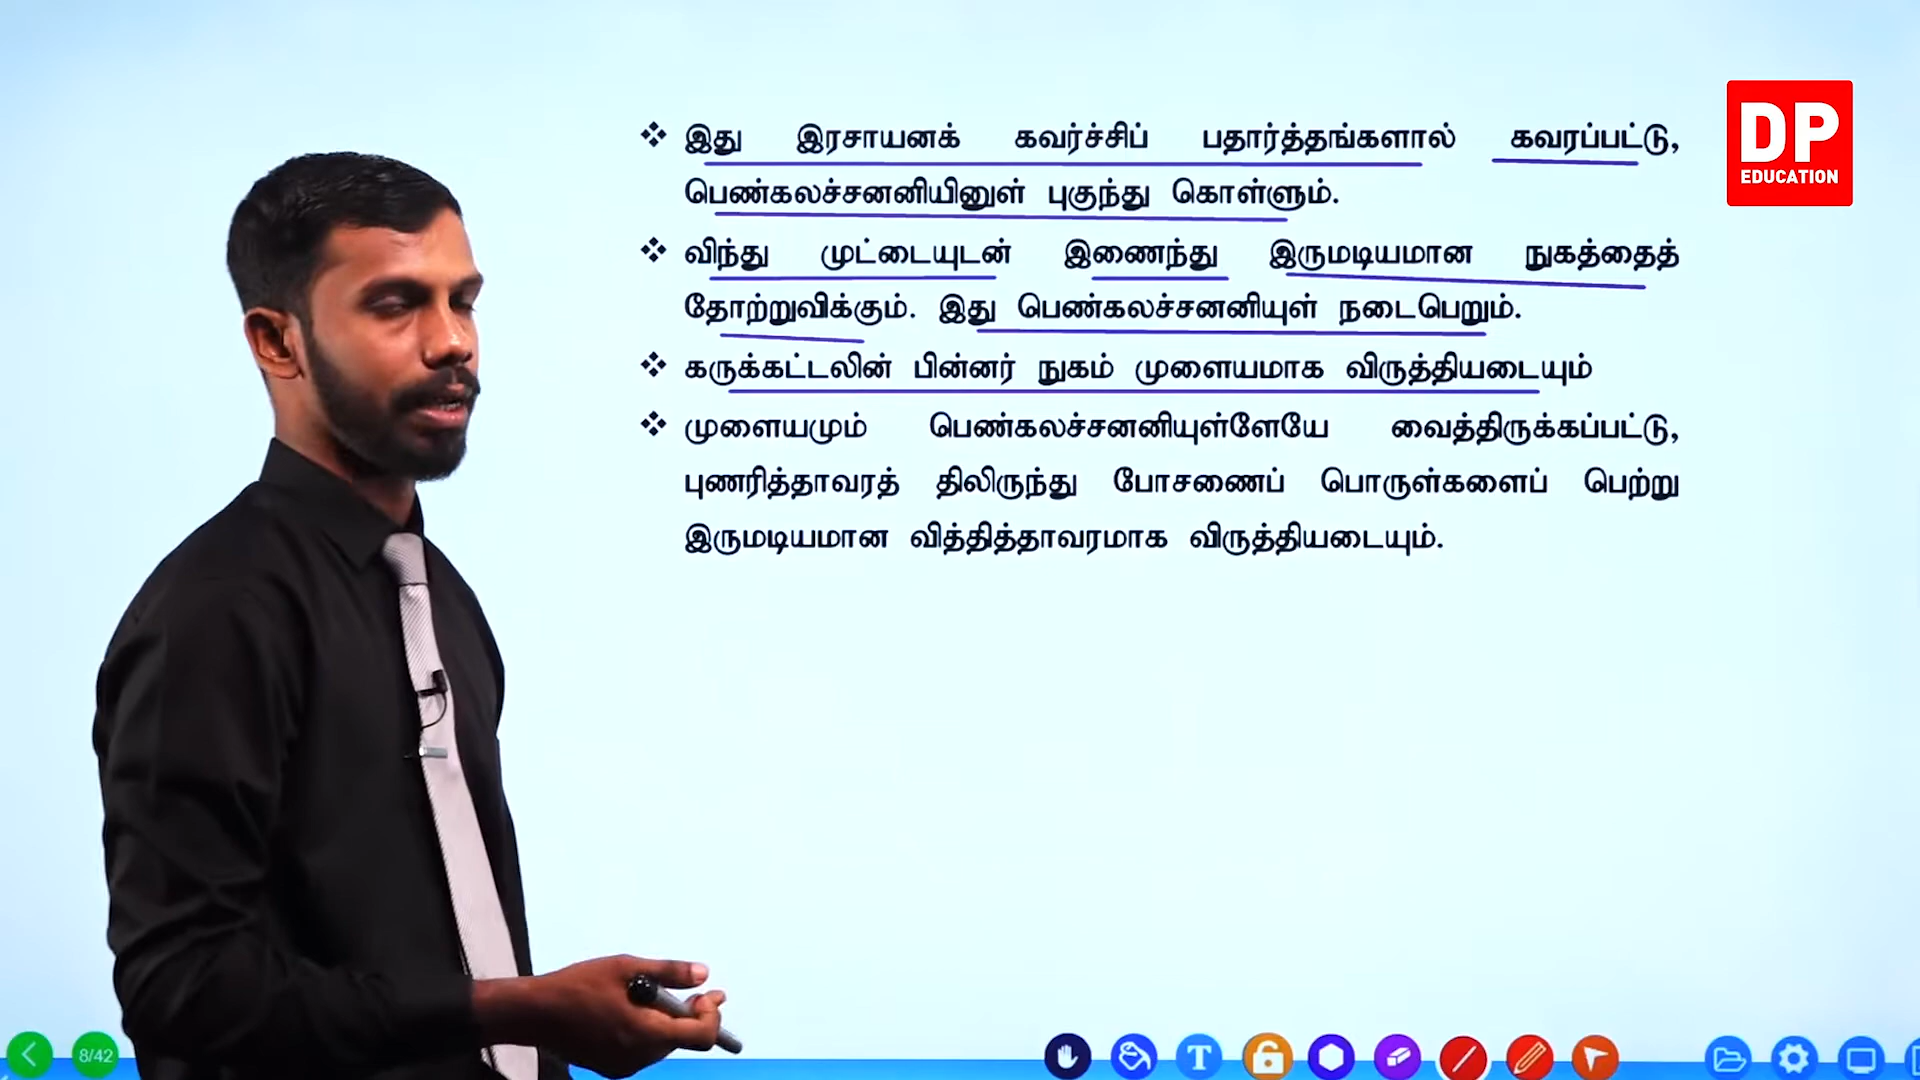 DP
EDUCATION
❖ இது இரசாயனக் கவர்ச்சிப் பதார்த்தங்களால் கவரப்பட்டு,
பெண்கலச்சனனியினுள் புகுந்து கொள்ளும்.
❖ விந்து முட்டையுடன் இணைந்து இருமடியமான நுகத்தைத்
தோற்றுவிக்கும். இது பெண்கலச்சனனியுள் நடைபெறும்.
❖ கருக்கட்டலின் பின்னர் நுகம் முளையமாக விருத்தியடையும்
❖ முளையமும் பெண்கலச்சனனியுள்ளேயே வைத்திருக்கப்பட்டு,
புணரித்தாவரத் திலிருந்து போசணைப் பொருள்களைப் பெற்று
இருமடியமான வித்தித்தாவரமாக விருத்தியடையும்.
8/42
T